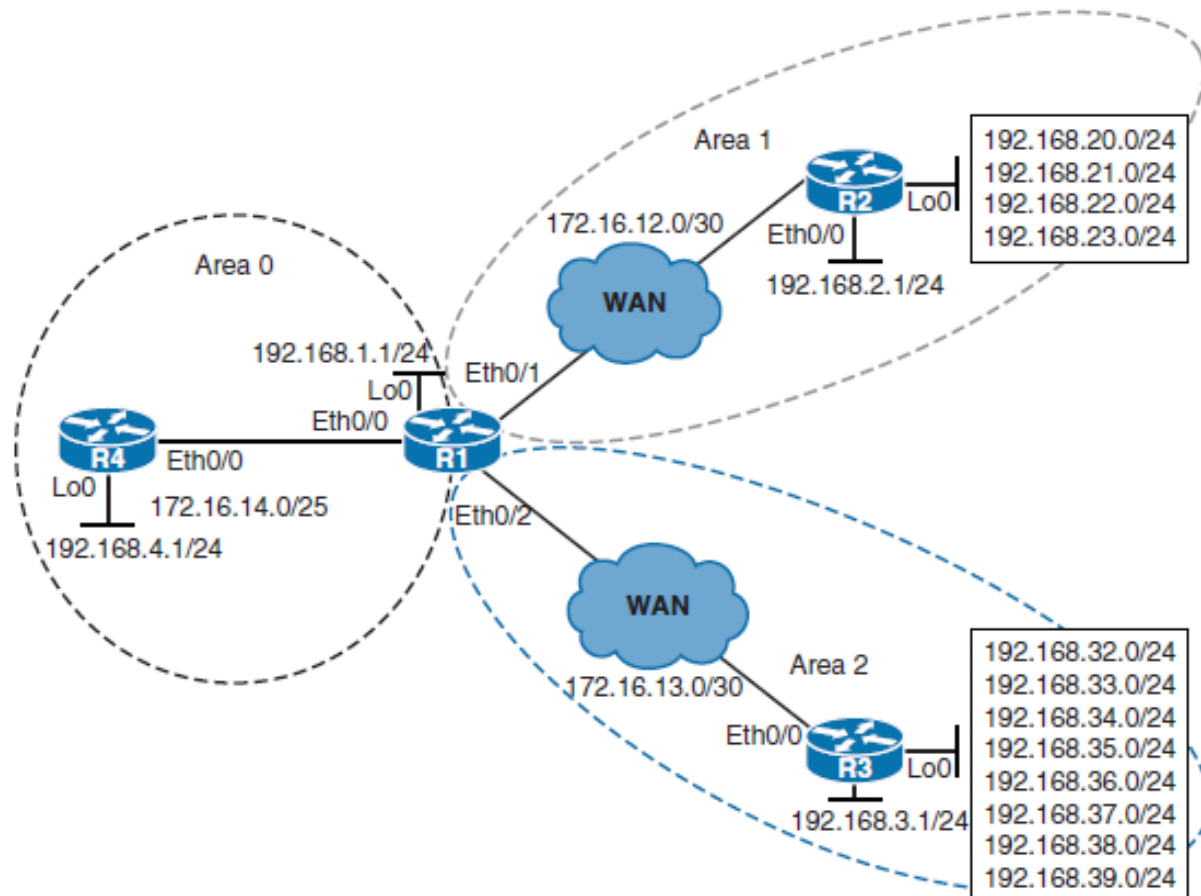 Area 1
192.168.20.0/24
192.168.21.0/24
192.168.22.0/24
192.168.23.0/24
R2
Lo0
172.16.12.0/30
Eth0/0
192.168.2.1/24
WAN
Area 0
192.168.1.1/24
Lo0
Eth0/1
Eth0/0
R4
Eth0/0
R1
Lo0
172.16.14.0/25
192.168.4.1/24
Eth0/2
WAN
Area 2
172.16.13.0/30
Eth0/0
R3
Lo0
192.168.3.1/24
192.168.32.0/24
192.168.33.0/24
192.168.34.0/24
192.168.35.0/24
192.168.36.0/24
192.168.37.0/24
192.168.38.0/24
192.168.39.0/24